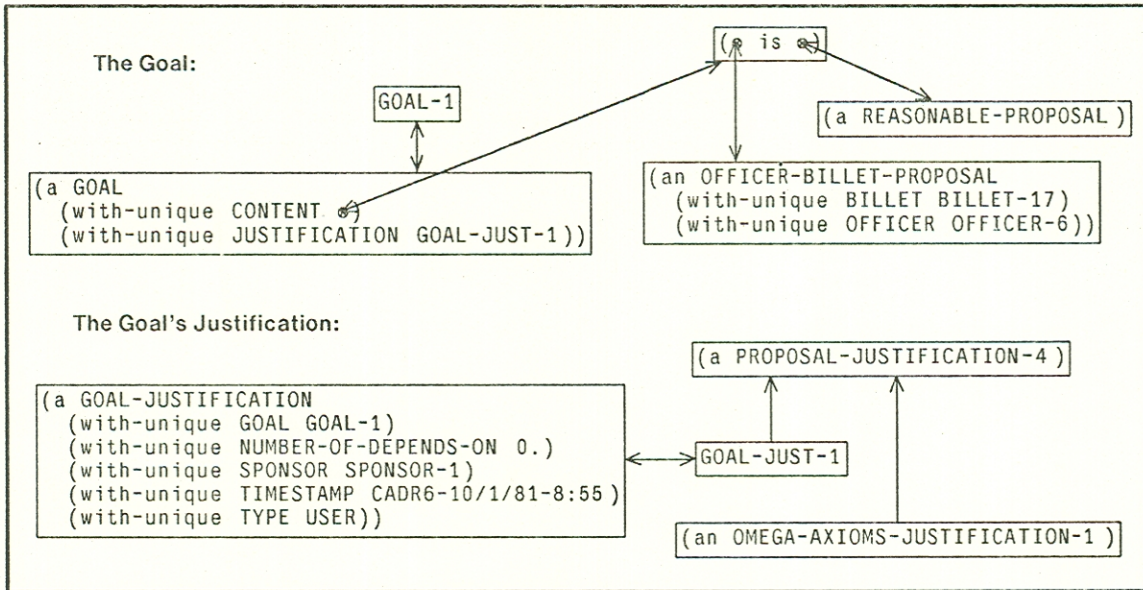 The Goal:
( is )
GOAL-1
(a REASONABLE-PROPOSAL )
(a GOAL
(with-unique CONTENT )
(with-unique JUSTIFICATION GOAL-JUST-1))
(an OFFICER-BILLET-PROPOSAL
(with-unique BILLET BILLET-17)
(with-unique OFFICER OFFICER-6))
The Goal's Justification:
(a PROPOSAL-JUSTIFICATION-4)
(a GOAL-JUSTIFICATION
(with-unique GOAL GOAL-1)
(with-unique NUMBER-OF-DEPENDS-ON 0.)
(with-unique SPONSOR SPONSOR-1)
(with-unique TIMESTAMP CADR6-10/1/81-8:55)
(with-unique TYPE USER))
GOAL-JUST-1
(an OMEGA-AXIOMS-JUSTIFICATION-1 )